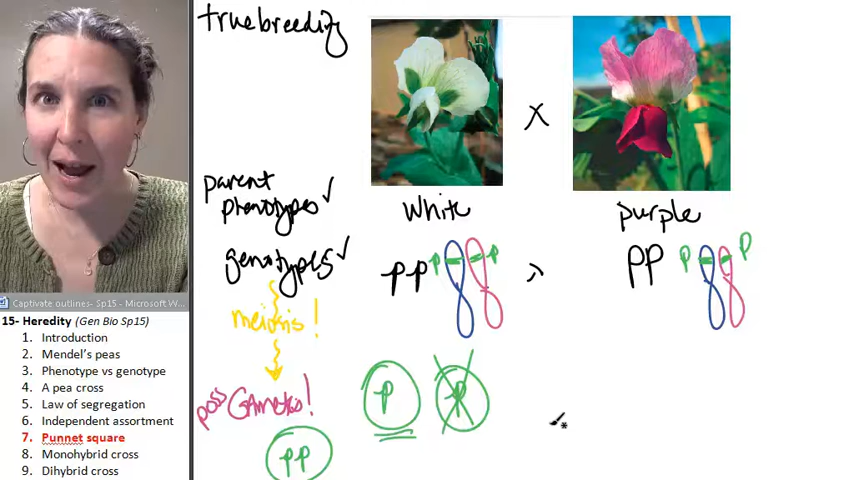 truebreeding
X
parent
phenotypes ✓
White
purple
genotypes ✓
pp
p
p
PP
P
P
meiosis!
poss Gametes!
p
p
pp
Captivate outlines- Sp15 - Microsoft W...
15- Heredity (Gen Bio Sp15)
1. Introduction
2. Mendel's peas
3. Phenotype vs genotype
4. A pea cross
5. Law of segregation
6. Independent assortment
7. Punnet square
8. Monohybrid cross
9. Dihybrid cross